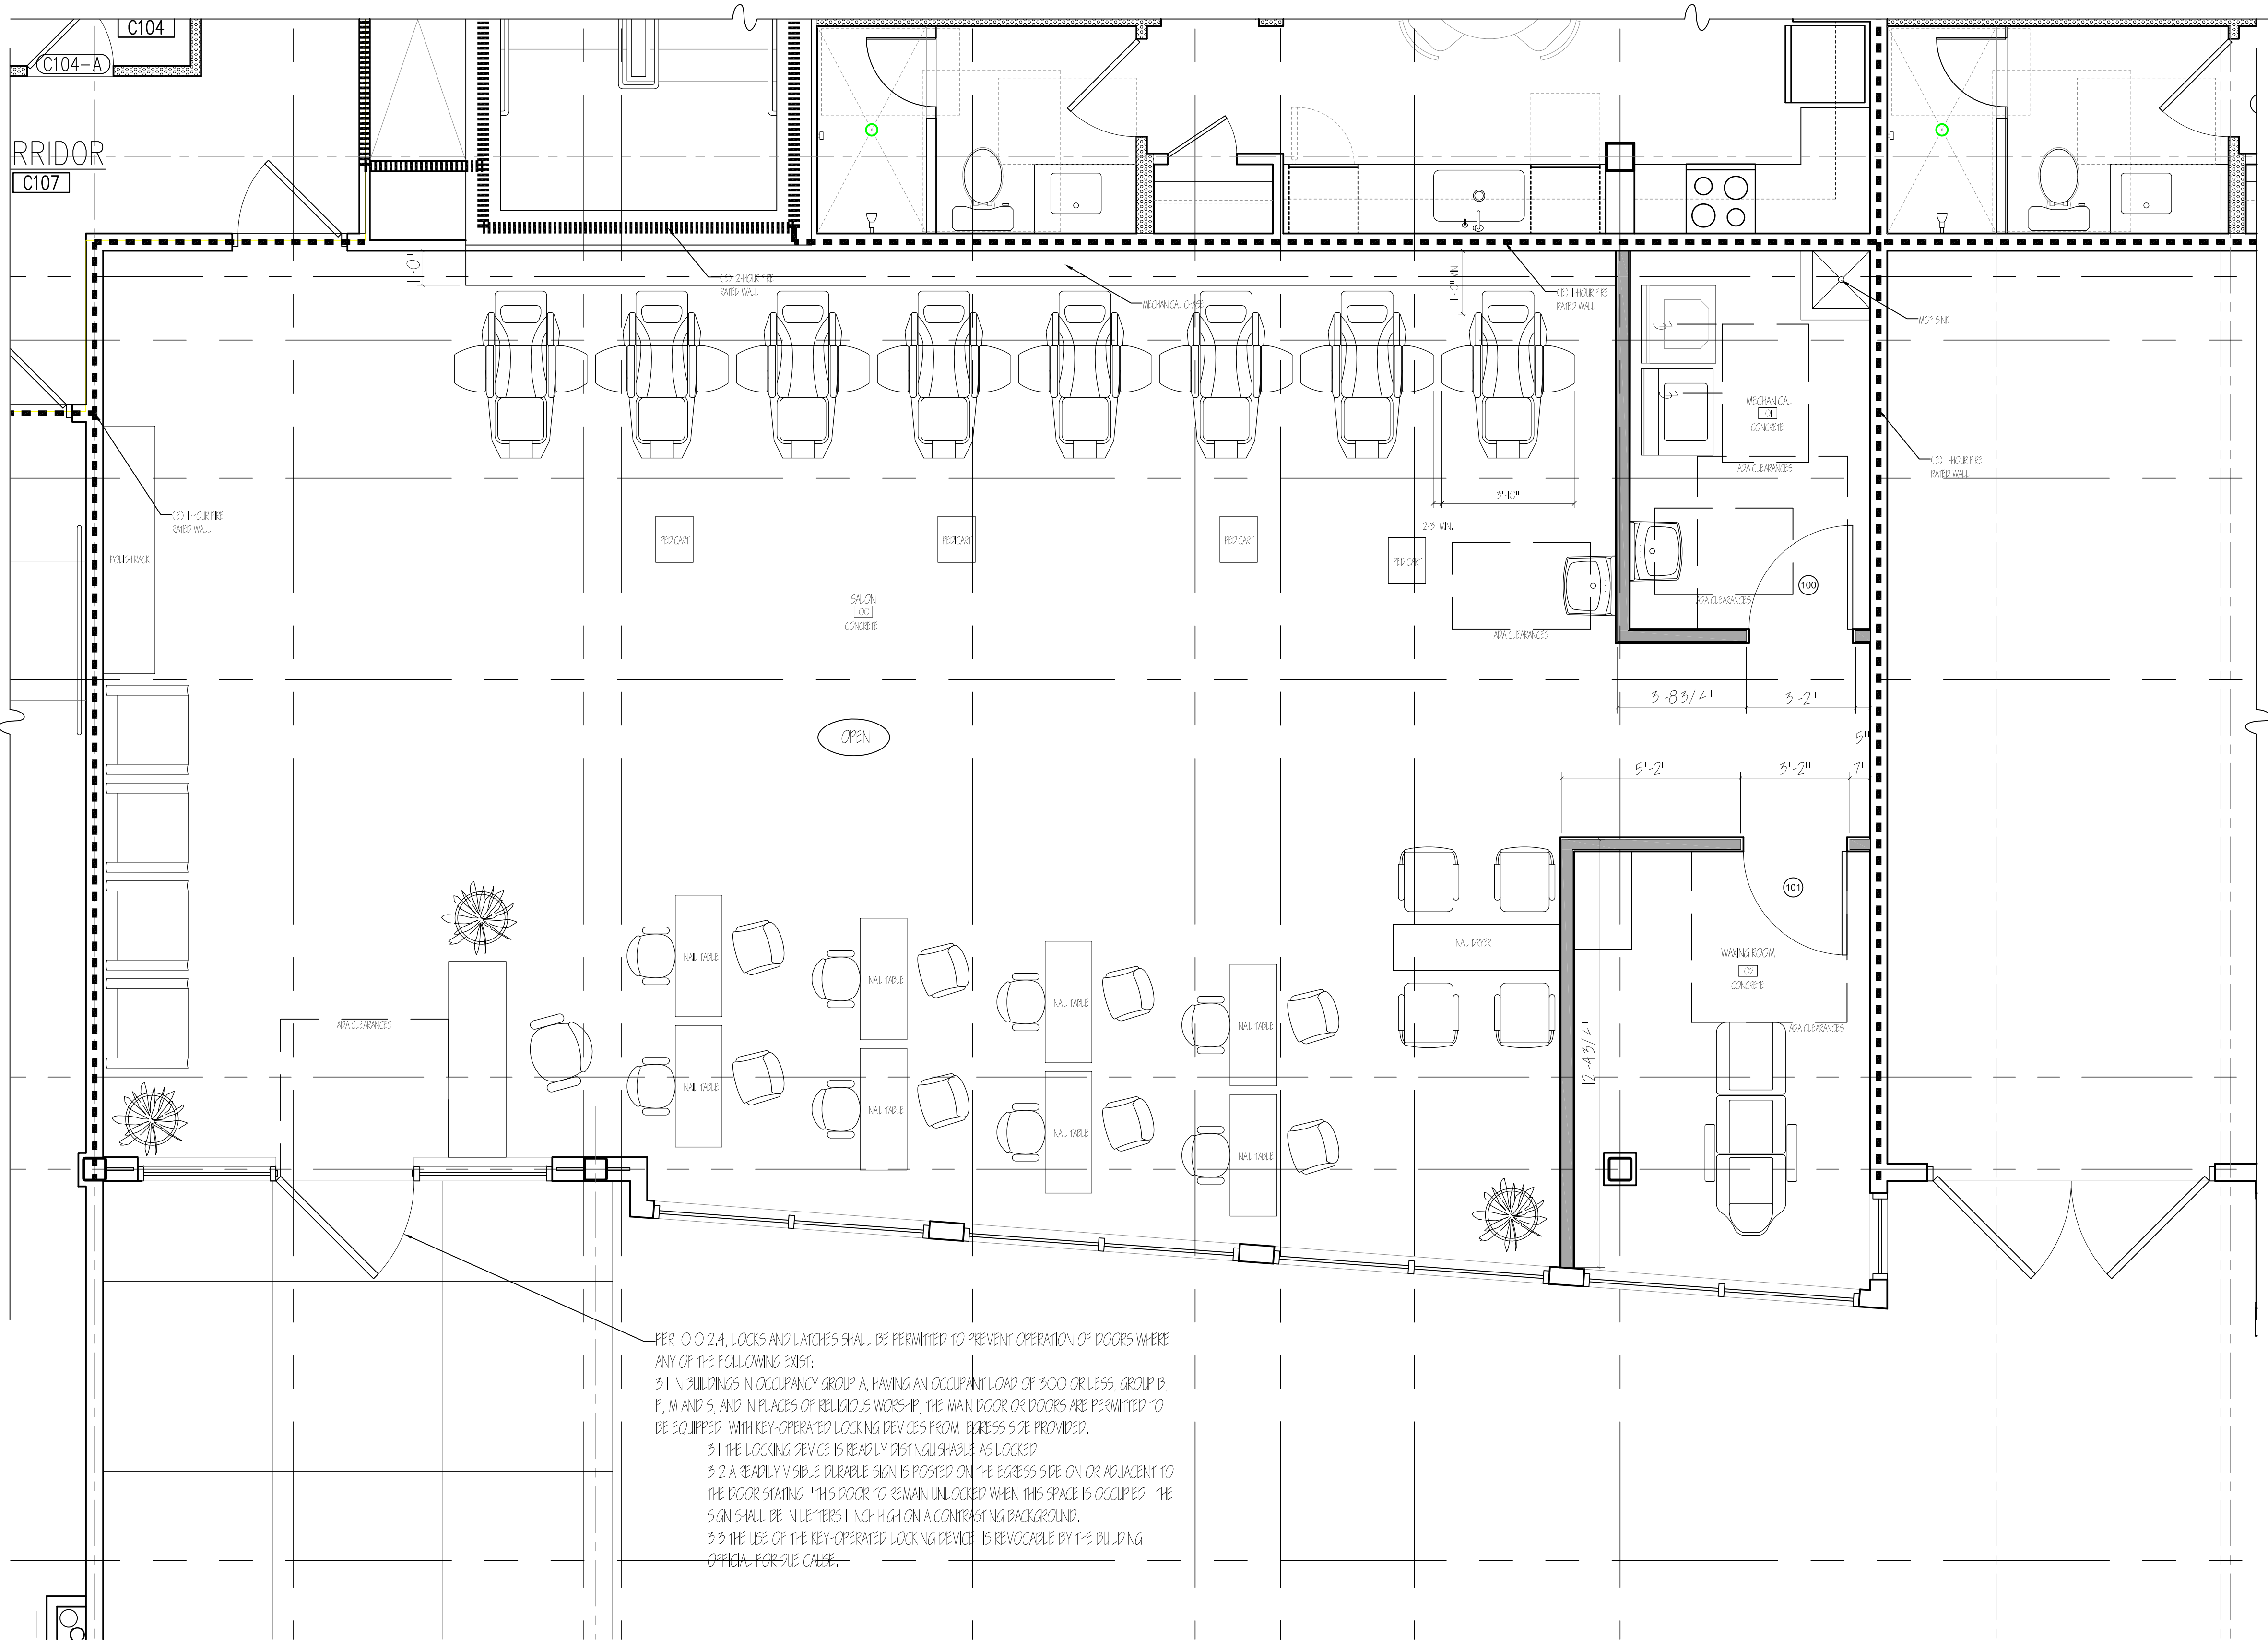 C104
C104-A
RRIDOR
C107
1'-0"
(E) 2-HOUR FIRE
RATED WALL
MECHANICAL CHASE
1'-10" MIN.
(E) 1-HOUR FIRE
RATED WALL
MOP SINK
MECHANICAL
1101
CONCRETE
ADA CLEARANCES
(E) 1-HOUR FIRE
RATED WALL
3'-10"
2-3" MIN.
(E) 1-HOUR FIRE
RATED WALL
POLISH RACK
PEDICART
PEDICART
PEDICART
PEDICART
SALON
1100
CONCRETE
ADA CLEARANCES
ADA CLEARANCES
100
3'-8 3/4"
3'-2"
5"
OPEN
5'-2"
3'-2"
7"
101
WAXING ROOM
1102
CONCRETE
ADA CLEARANCES
12'-4 3/4"
NAIL DRYER
NAIL TABLE
NAIL TABLE
NAIL TABLE
NAIL TABLE
ADA CLEARANCES
NAIL TABLE
NAIL TABLE
NAIL TABLE
NAIL TABLE
PER 1010.2.4, LOCKS AND LATCHES SHALL BE PERMITTED TO PREVENT OPERATION OF DOORS WHERE
ANY OF THE FOLLOWING EXIST:
3.1 IN BUILDINGS IN OCCUPANCY GROUP A, HAVING AN OCCUPANT LOAD OF 300 OR LESS, GROUP B,
F, M AND S, AND IN PLACES OF RELIGIOUS WORSHIP, THE MAIN DOOR OR DOORS ARE PERMITTED TO
BE EQUIPPED WITH KEY-OPERATED LOCKING DEVICES FROM EGRESS SIDE PROVIDED.
3.1 THE LOCKING DEVICE IS READILY DISTINGUISHABLE AS LOCKED.
3.2 A READILY VISIBLE DURABLE SIGN IS POSTED ON THE EGRESS SIDE ON OR ADJACENT TO
THE DOOR STATING "THIS DOOR TO REMAIN UNLOCKED WHEN THIS SPACE IS OCCUPIED. THE
SIGN SHALL BE IN LETTERS 1 INCH HIGH ON A CONTRASTING BACKGROUND.
3.3 THE USE OF THE KEY-OPERATED LOCKING DEVICE IS REVOCABLE BY THE BUILDING
OFFICIAL FOR DUE CAUSE.